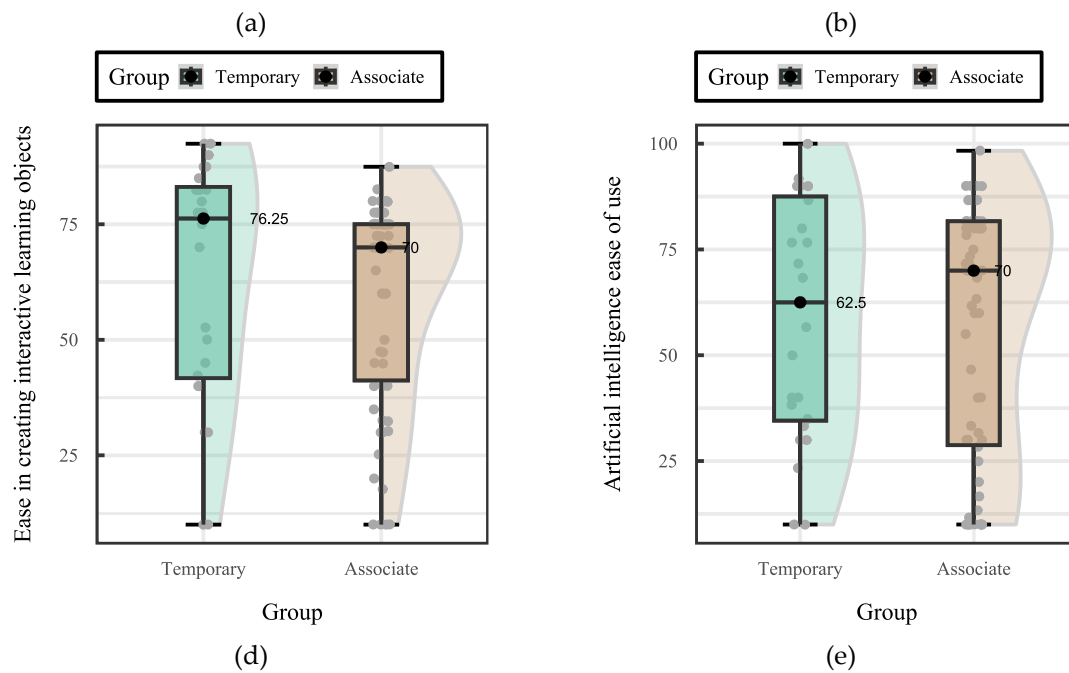 (a)
(b)
Group Temporary Associate
Group Temporary Associate
Ease in creating interactive learning objects
75
50
25
76.25
70
Temporary Associate
Group
(d)
Artificial intelligence ease of use
100
75
50
25
62.5
70
Temporary Associate
Group
(e)